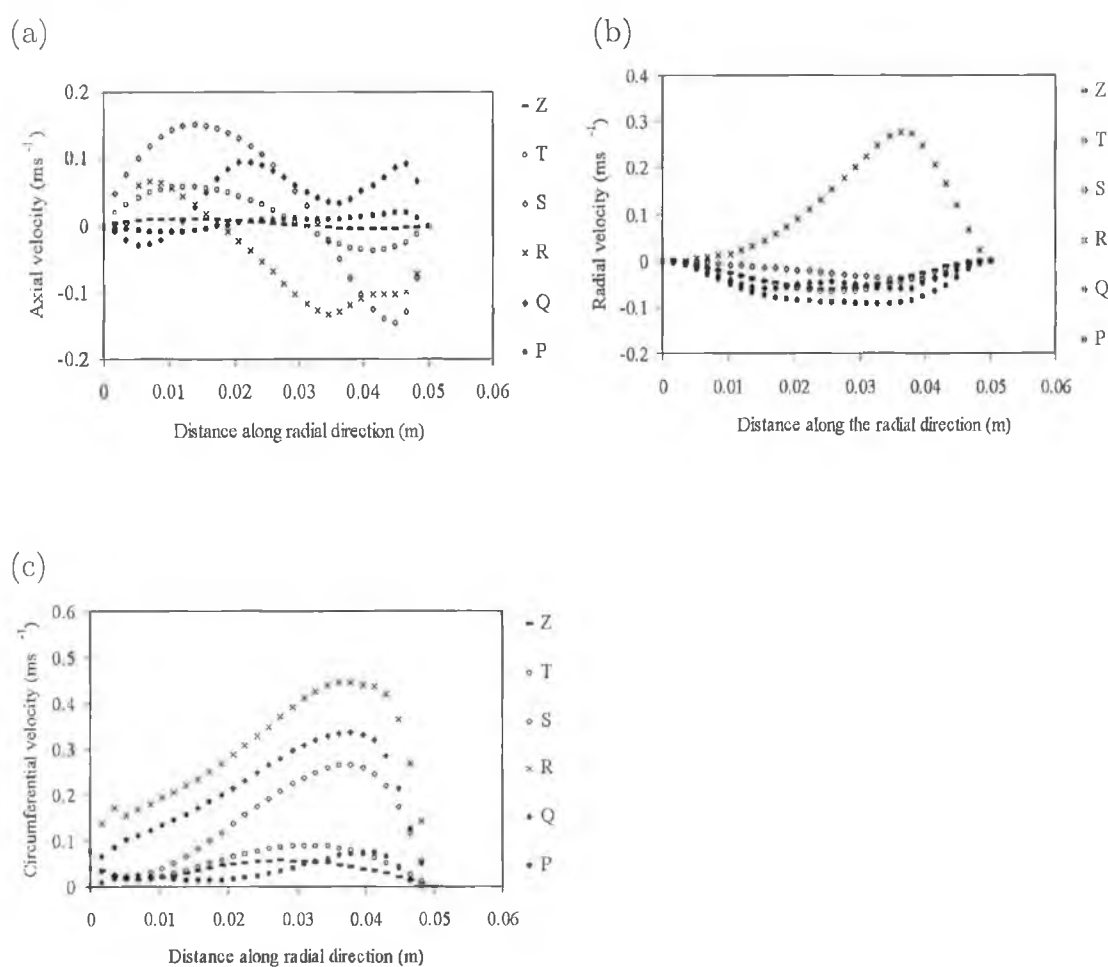 (a)
Axial velocity (ms⁻¹)
0.2
0.1
0
-0.1
-0.2
0 0.01 0.02 0.03 0.04 0.05 0.06
Distance along radial direction (m)
Z
T
S
R
Q
P
(b)
Radial velocity (ms⁻¹)
0.4
0.3
0.2
0.1
0
-0.1
-0.2
0 0.01 0.02 0.03 0.04 0.05 0.06
Distance along the radial direction (m)
Z
T
S
R
Q
P
(c)
Circumferential velocity (ms⁻¹)
0.6
0.5
0.4
0.3
0.2
0.1
0
0 0.01 0.02 0.03 0.04 0.05 0.06
Distance along radial direction (m)
Z
T
S
R
Q
P